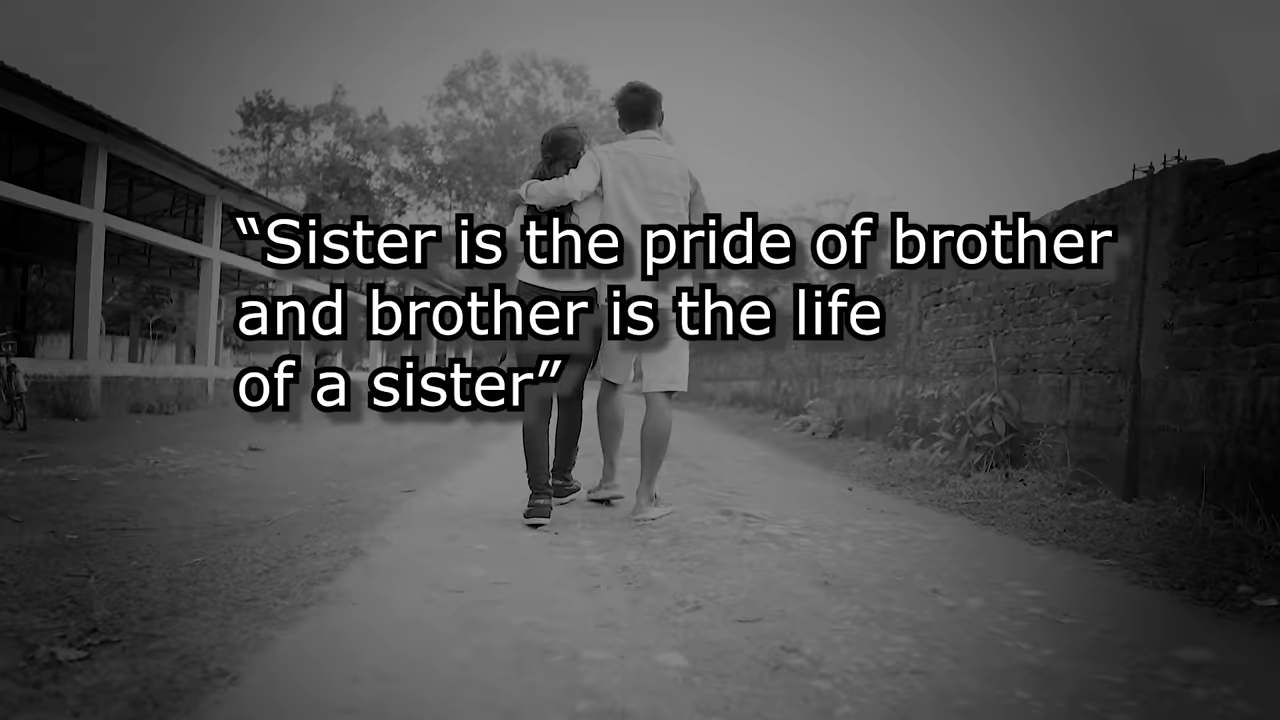 “Sister is the pride of brother
and brother is the life
of a sister”